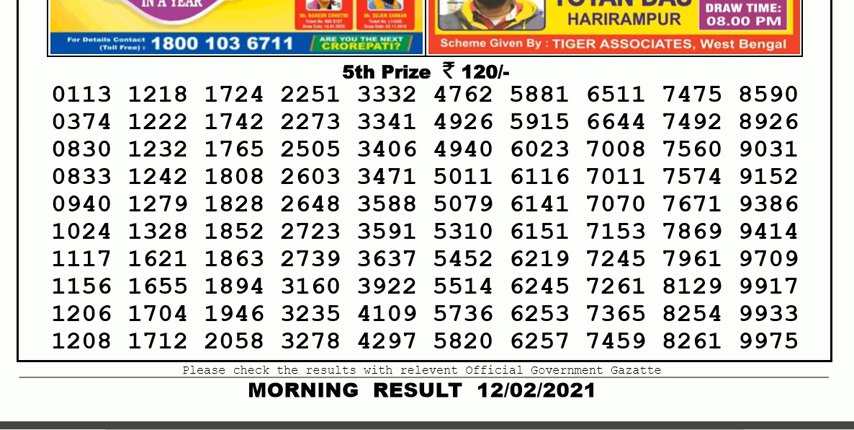 IN A YEAR
TOTAN DAS
HARIRAMPUR
DRAW TIME:
08.00 PM
For Details Contact
(Toll Free) : 1800 103 6711
ARE YOU THE NEXT
CROREPATI?
Scheme Given By : TIGER ASSOCIATES, West Bengal
5th Prize ₹ 120/-
0113 1218 1724 2251 3332 4762 5881 6511 7475 8590
0374 1222 1742 2273 3341 4926 5915 6644 7492 8926
0830 1232 1765 2505 3406 4940 6023 7008 7560 9031
0833 1242 1808 2603 3471 5011 6116 7011 7574 9152
0940 1279 1828 2648 3588 5079 6141 7070 7671 9386
1024 1328 1852 2723 3591 5310 6151 7153 7869 9414
1117 1621 1863 2739 3637 5452 6219 7245 7961 9709
1156 1655 1894 3160 3922 5514 6245 7261 8129 9917
1206 1704 1946 3235 4109 5736 6253 7365 8254 9933
1208 1712 2058 3278 4297 5820 6257 7459 8261 9975
Please check the results with relevent Official Government Gazatte
MORNING RESULT 12/02/2021